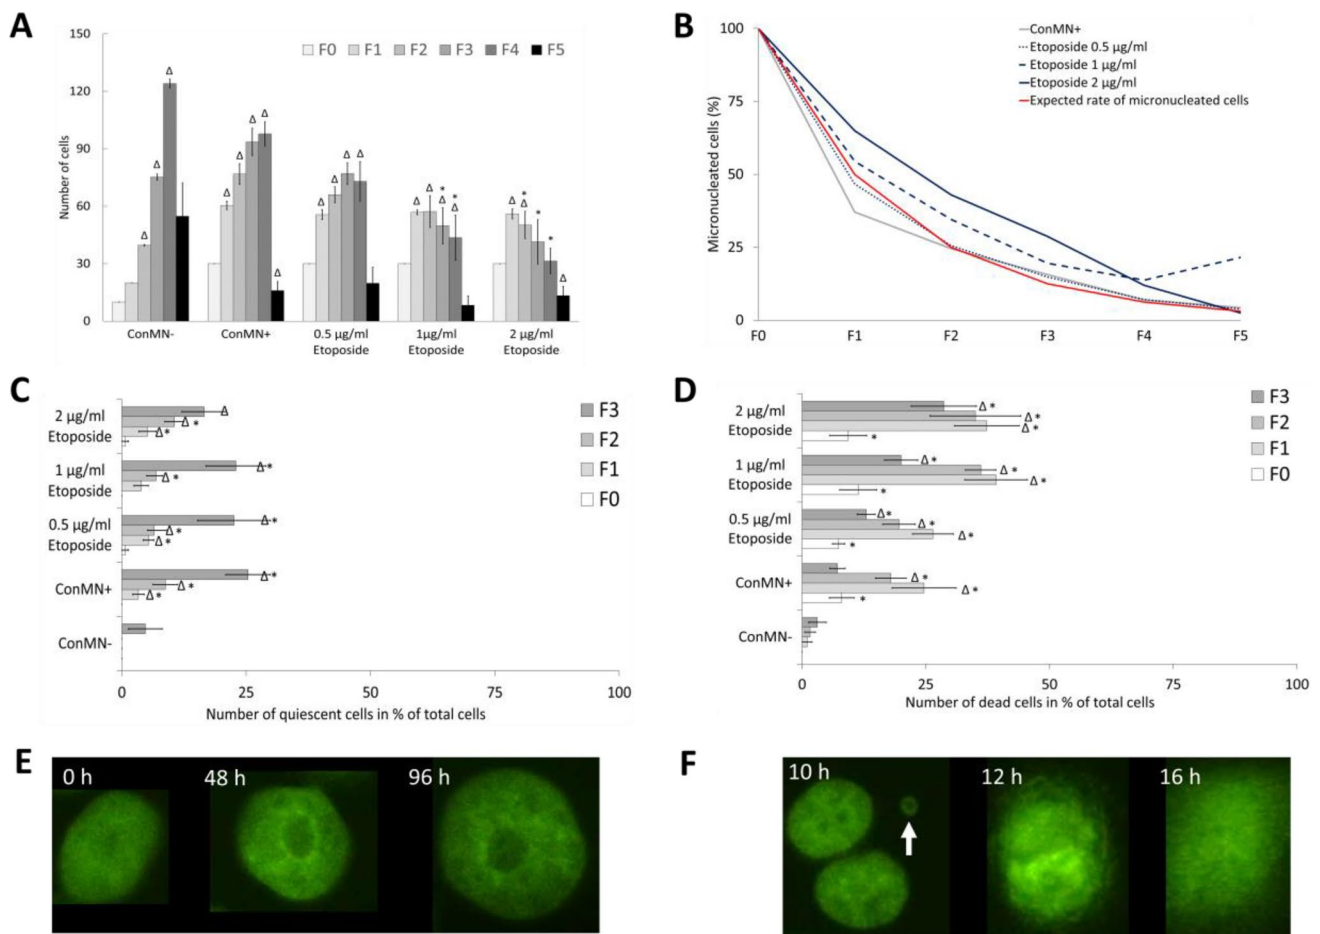 A
150
120
90
60
30
0
Number of cells
F0 F1 F2 F3 F4 F5
Δ Δ Δ
Δ Δ Δ Δ Δ
Δ Δ Δ Δ
Δ Δ * Δ * Δ
Δ * Δ * * Δ
ConMN- ConMN+ 0.5 µg/ml 1µg/ml 2 µg/ml
Etoposide Etoposide Etoposide
B
100
75
50
25
0
Micronucleated cells (%)
ConMN+
Etoposide 0.5 µg/ml
Etoposide 1 µg/ml
Etoposide 2 µg/ml
Expected rate of micronucleated cells
F0 F1 F2 F3 F4 F5
C
2 µg/ml
Etoposide
Δ
Δ *
Δ *
1 µg/ml
Etoposide
Δ *
Δ *
0.5 µg/ml
Etoposide
Δ *
Δ *
Δ *
ConMN+
Δ *
Δ *
Δ *
ConMN-
F3
F2
F1
F0
0 25 50 75 100
Number of quiescent cells in % of total cells
D
2 µg/ml
Etoposide
Δ *
Δ *
Δ *
*
1 µg/ml
Etoposide
Δ *
Δ *
Δ *
*
0.5 µg/ml
Etoposide
Δ *
Δ *
Δ *
*
ConMN+
Δ *
Δ *
*
ConMN-
F3
F2
F1
F0
0 25 50 75 100
Number of dead cells in % of total cells
E
0 h 48 h 96 h
F
10 h 12 h 16 h